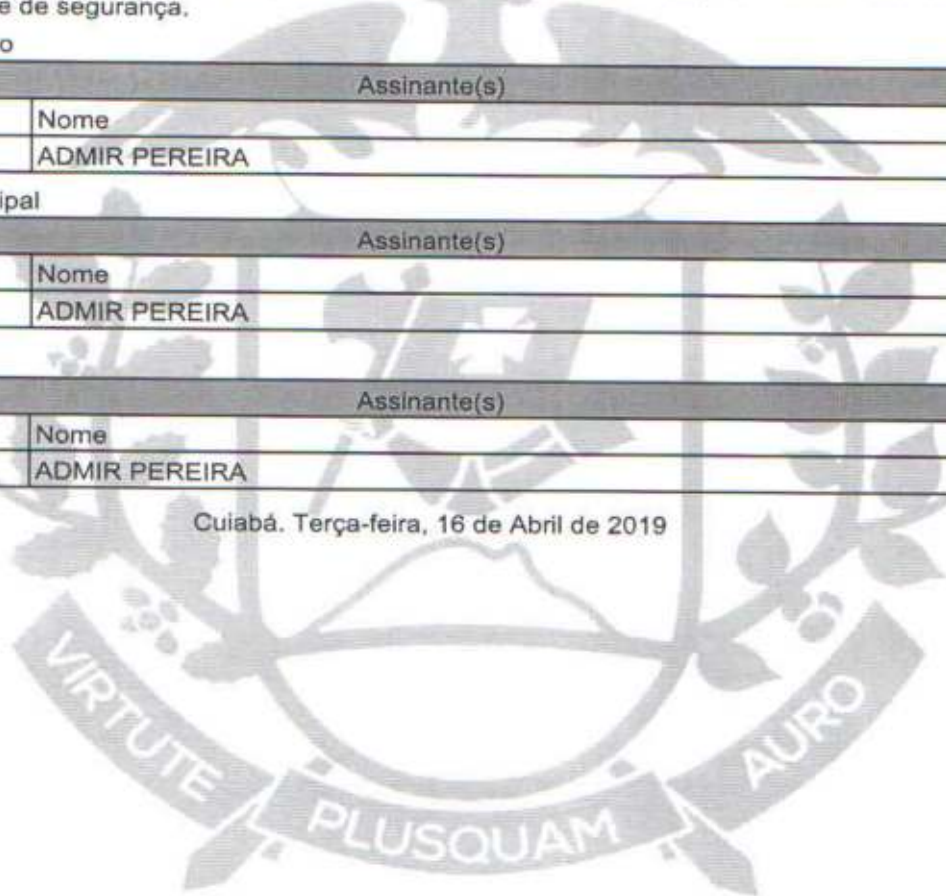 e de segurança.
o
Assinante(s)
Nome
ADMIR PEREIRA
ipal
Assinante(s)
Nome
ADMIR PEREIRA
Assinante(s)
Nome
ADMIR PEREIRA
Cuiabá. Terça-feira, 16 de Abril de 2019
VIRTUTE PLUSQUAM AURO